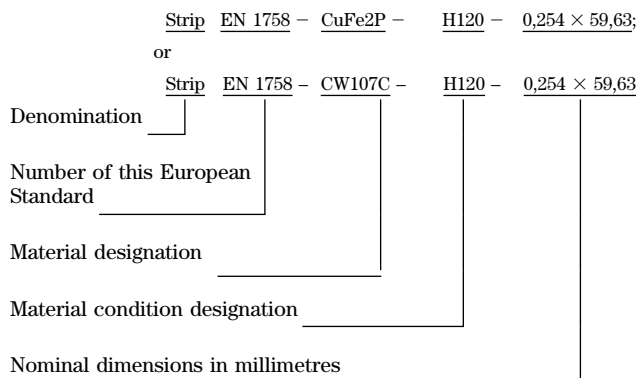 Strip EN 1758 – CuFe2P – H120 – 0,254 × 59,63;
or
Strip EN 1758 – CW107C – H120 – 0,254 × 59,63
Denomination
Number of this European
Standard
Material designation
Material condition designation
Nominal dimensions in millimetres